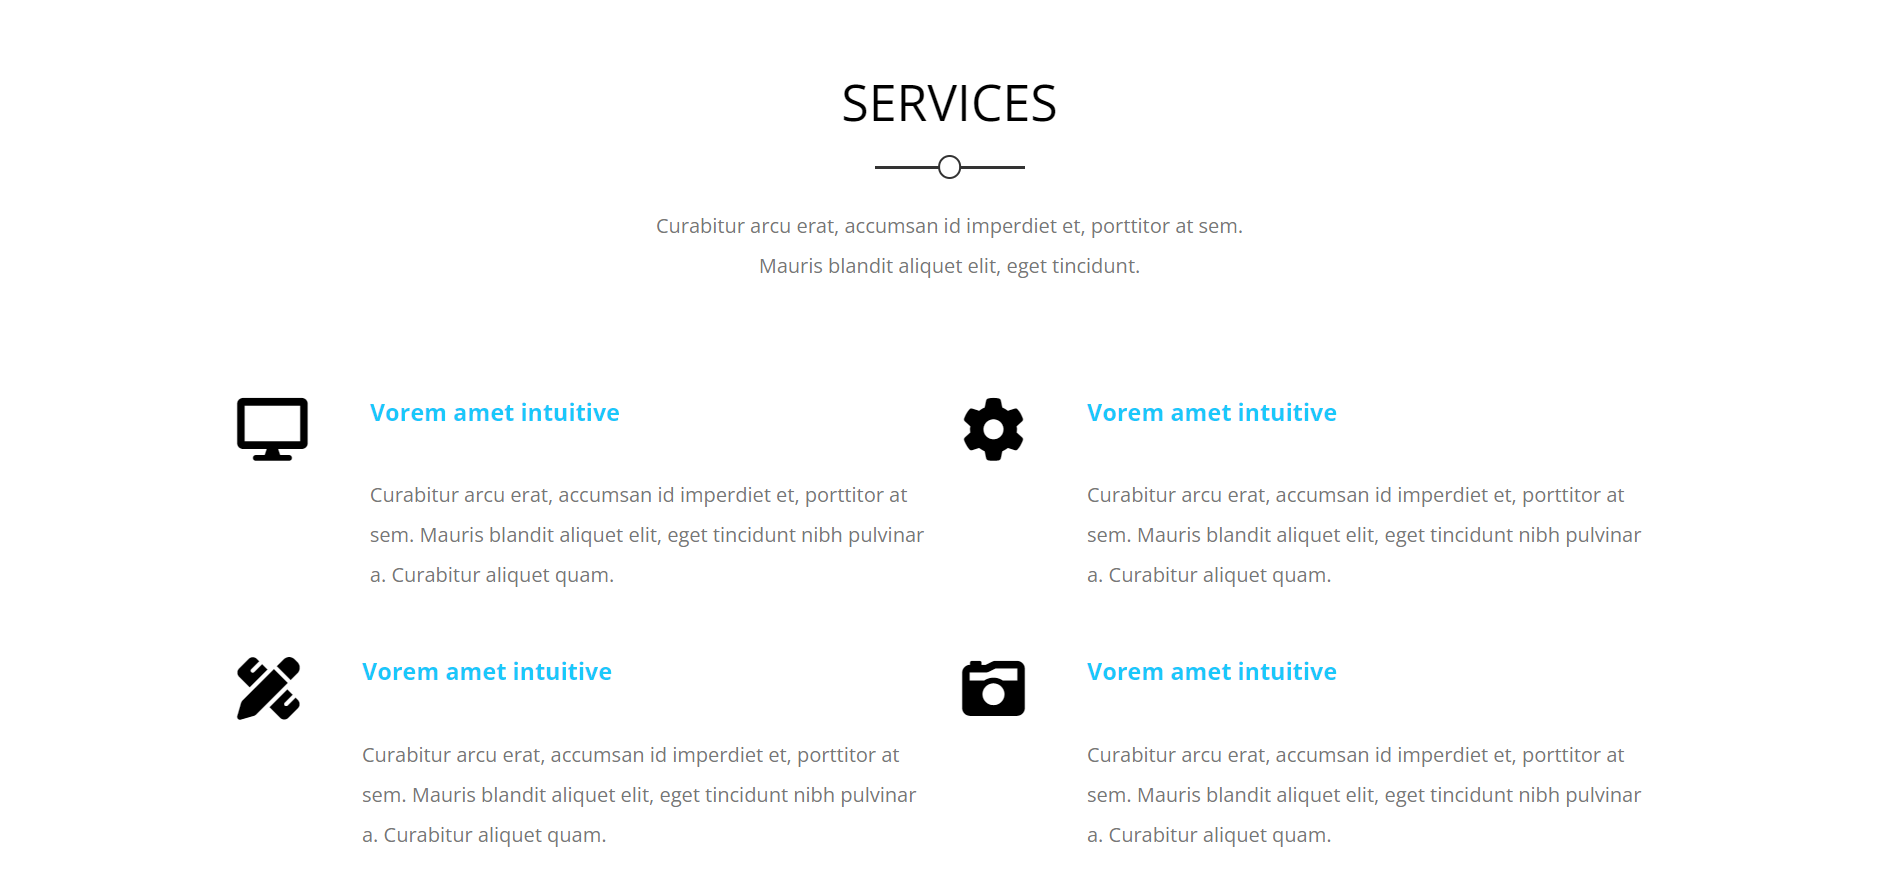 SERVICES
Curabitur arcu erat, accumsan id imperdiet et, porttitor at sem.
Mauris blandit aliquet elit, eget tincidunt.
Vorem amet intuitive
Curabitur arcu erat, accumsan id imperdiet et, porttitor at
sem. Mauris blandit aliquet elit, eget tincidunt nibh pulvinar
a. Curabitur aliquet quam.
Vorem amet intuitive
Curabitur arcu erat, accumsan id imperdiet et, porttitor at
sem. Mauris blandit aliquet elit, eget tincidunt nibh pulvinar
a. Curabitur aliquet quam.
Vorem amet intuitive
Curabitur arcu erat, accumsan id imperdiet et, porttitor at
sem. Mauris blandit aliquet elit, eget tincidunt nibh pulvinar
a. Curabitur aliquet quam.
Vorem amet intuitive
Curabitur arcu erat, accumsan id imperdiet et, porttitor at
sem. Mauris blandit aliquet elit, eget tincidunt nibh pulvinar
a. Curabitur aliquet quam.